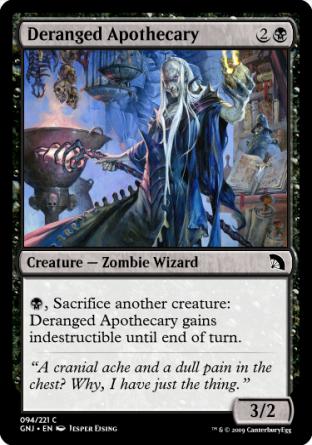 Deranged Apothecary 2
, Sacrifice another creature:
Creature — Zombie Wizard
Deranged Apothecary gains
indestructible until end of turn.
“A cranial ache and a dull pain in the
chest? Why, I have just the thing.”
3/2
094/221 C
GNJ • EN Jesper Eising
™ & © 2009 CanterburyEgg